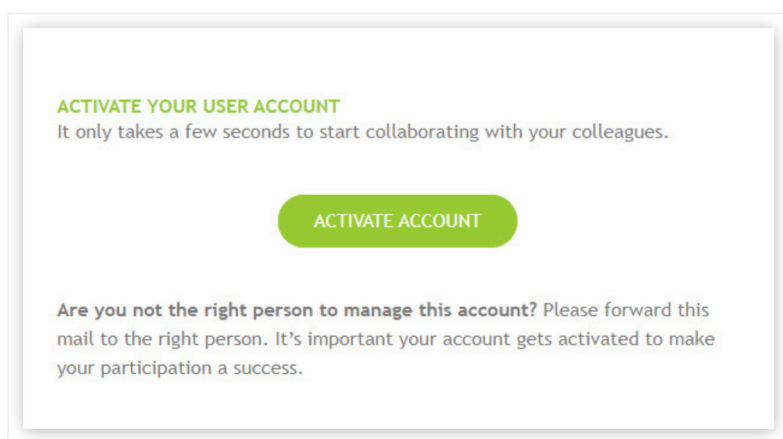 ACTIVATE YOUR USER ACCOUNT
It only takes a few seconds to start collaborating with your colleagues.
ACTIVATE ACCOUNT
Are you not the right person to manage this account? Please forward this
mail to the right person. It’s important your account gets activated to make
your participation a success.